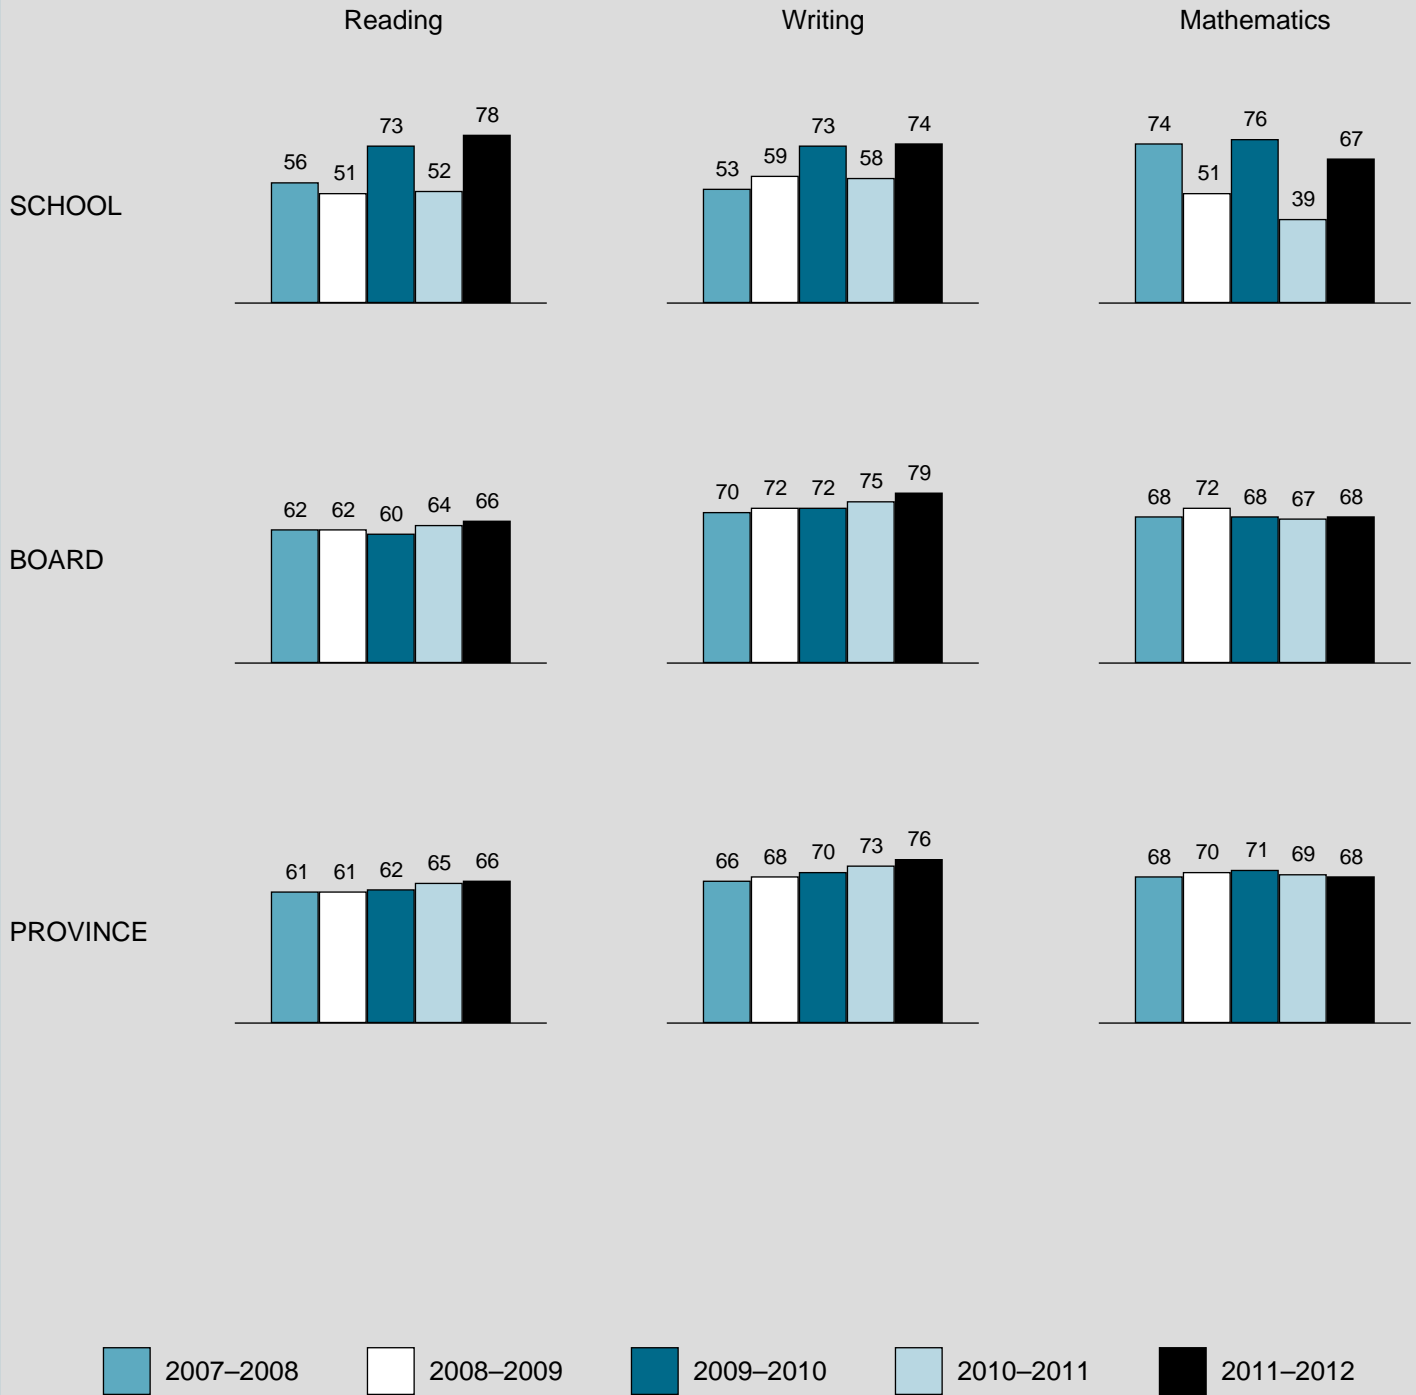 Reading Writing Mathematics
SCHOOL
56 51 73 52 78
53 59 73 58 74
74 51 76 39 67
BOARD
62 62 60 64 66
70 72 72 75 79
68 72 68 67 68
PROVINCE
61 61 62 65 66
66 68 70 73 76
68 70 71 69 68
2007–2008 2008–2009 2009–2010 2010–2011 2011–2012